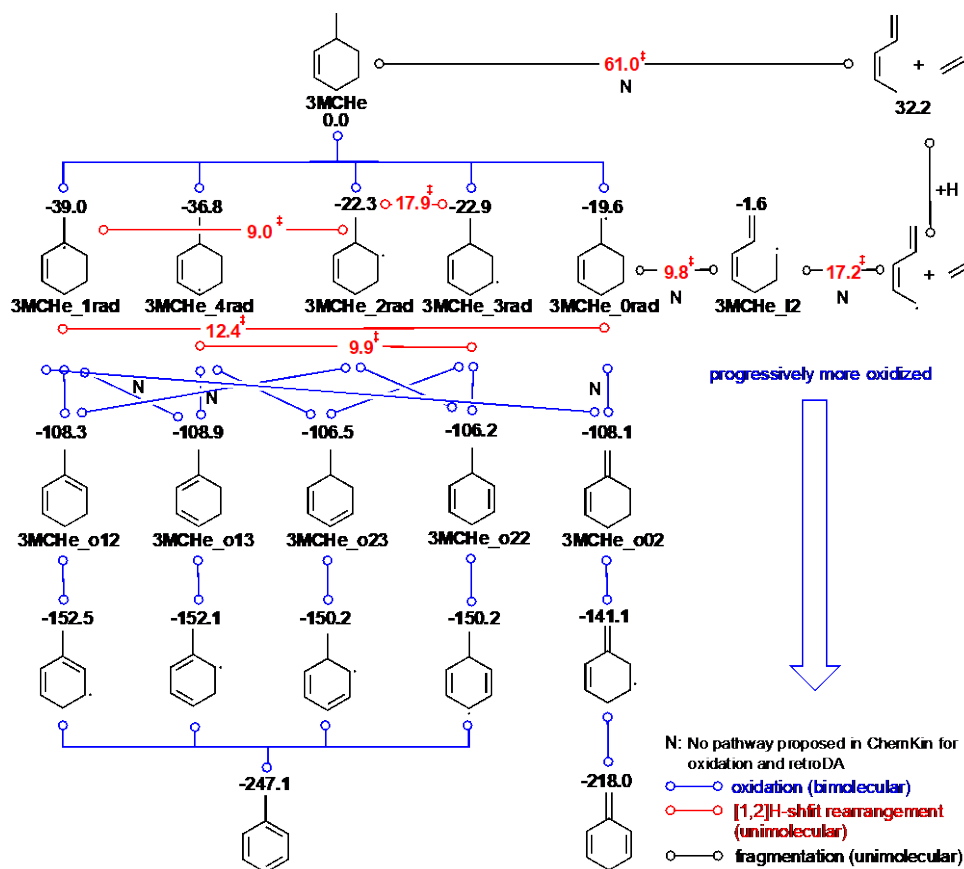 61.0‡
N
+
3MCHe
0.0
32.2
+H
-39.0
-36.8
-22.3
17.9‡
-22.9
-19.6
-1.6
9.0‡
9.8‡
N
17.2‡
N
+
3MCHe_1rad
3MCHe_4rad
3MCHe_2rad
3MCHe_3rad
3MCHe_0rad
3MCHe_I2
12.4‡
9.9‡
progressively more oxidized
N
N
N
-108.3
-108.9
-106.5
-106.2
-108.1
3MCHe_o12
3MCHe_o13
3MCHe_o23
3MCHe_o22
3MCHe_o02
-152.5
-152.1
-150.2
-150.2
-141.1
N: No pathway proposed in ChemKin for
oxidation and retroDA
-247.1
-218.0
oxidation (bimolecular)
[1,2]H-shfit rearrangement
(unimolecular)
fragmentation (unimolecular)